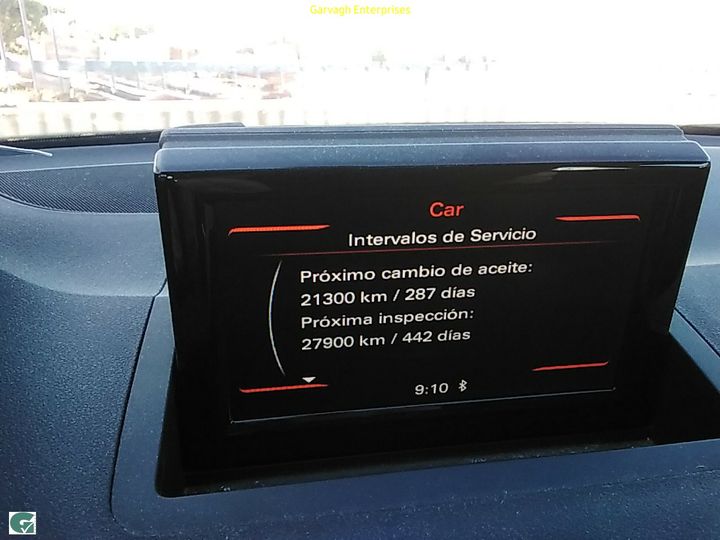 Garvagh Enterprises
Car
Intervalos de Servicio
Próximo cambio de aceite:
21300 km / 287 días
Próxima inspección:
27900 km / 442 días
9:10